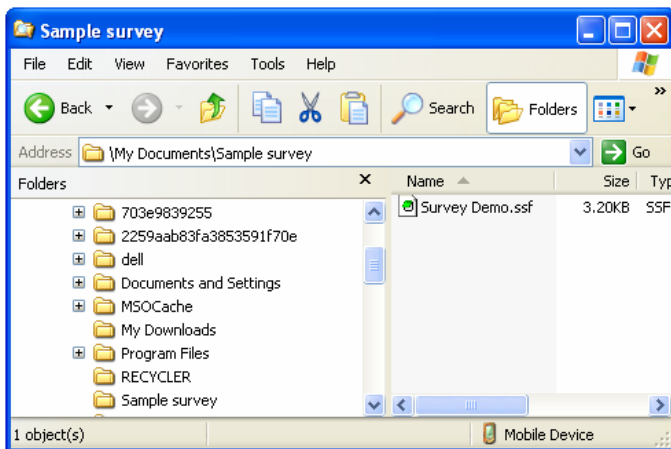 Sample survey
File Edit View Favorites Tools Help
Back Search Folders »
Address \My Documents\Sample survey Go
Folders × Name Size Typ
703e9839255
Survey Demo.ssf 3.20KB SSF
2259aab83fa3853591f70e
dell
Documents and Settings
MSOCache
My Downloads
Program Files
RECYCLER
Sample survey
1 object(s) Mobile Device